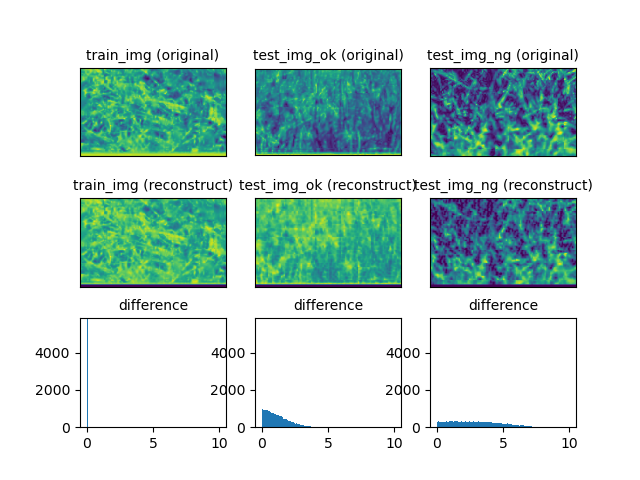 train_img (original) test_img_ok (original) test_img_ng (original)
train_img (reconstruct) test_img_ok (reconstruct) test_img_ng (reconstruct)
difference difference difference
4000 4000 4000
2000 2000 2000
0 0 0
0 5 10 0 5 10 0 5 10